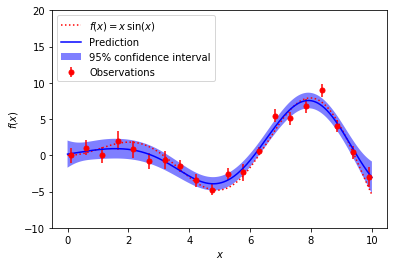 f(x) = x sin(x)
Prediction
95% confidence interval
Observations
20
15
10
5
0
−5
−10
f(x)
0 2 4 6 8 10
x